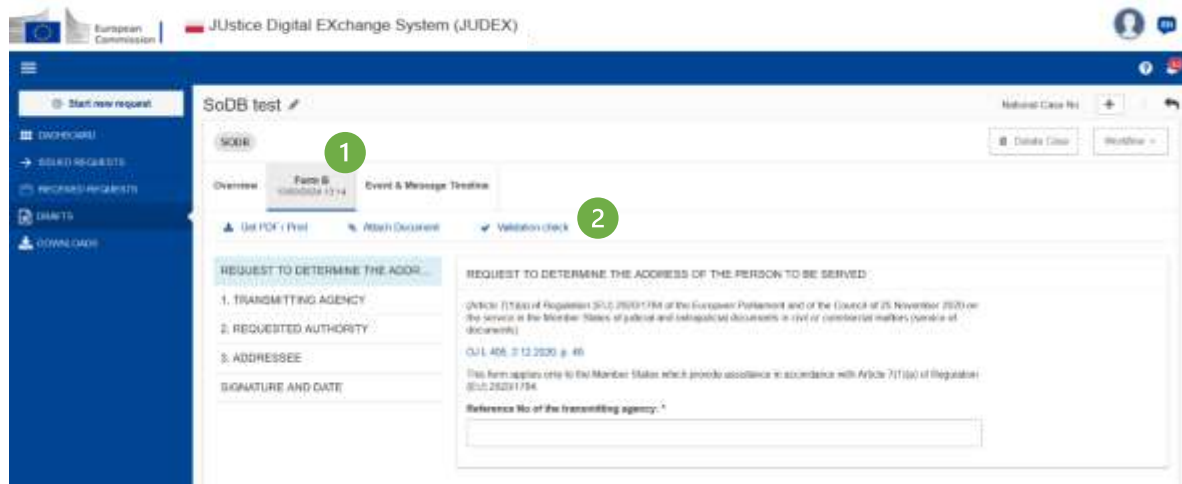 European
Commission
JUstice Digital EXchange System (JUDEX)
EN
Start new request
SoDB test
National Case No
+
DASHBOARD
SODB
1
Delete Case
Workflow
ISSUED REQUESTS
RECEIVED REQUESTS
Overview
Form B
Event & Message Timeline
DRAFTS
Get PDF / Print
Attach Document
Validation check
2
DOWNLOADS
REQUEST TO DETERMINE THE ADDR...
REQUEST TO DETERMINE THE ADDRESS OF THE PERSON TO BE SERVED
1. TRANSMITTING AGENCY
(Article 7(1)(a) of Regulation (EU) 2020/1784 of the European Parliament and of the Council of 25 November 2020 on
the service in the Member States of judicial and extrajudicial documents in civil or commercial matters (service of
documents)
2. REQUESTED AUTHORITY
3. ADDRESSEE
OJ L 405, 2.12.2020, p. 40
This form applies only to the Member States which provide assistance in accordance with Article 7(1)(a) of Regulation
(EU) 2020/1784.
SIGNATURE AND DATE
Reference No of the transmitting agency: *